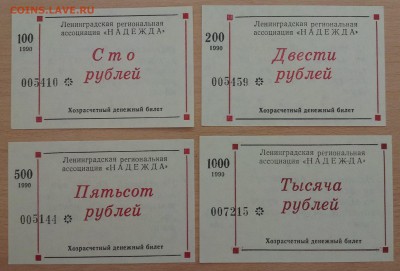 COINS.LAVE.RU
100
1990
Ленинградская региональная
ассоциация «НАДЕЖДА»
Сто
рублей
005410
Хозрасчетный денежный билет
200
1990
Ленинградская региональная
ассоциация «НАДЕЖДА»
Двести
рублей
005459
Хозрасчетный денежный билет
500
1990
Ленинградская региональная
ассоциация «НАДЕЖДА»
Пятьсот
рублей
005144
Хозрасчетный денежный билет
1000
1990
Ленинградская региональная
ассоциация «НАДЕЖДА»
Тысяча
рублей
007215
Хозрасчетный денежный билет